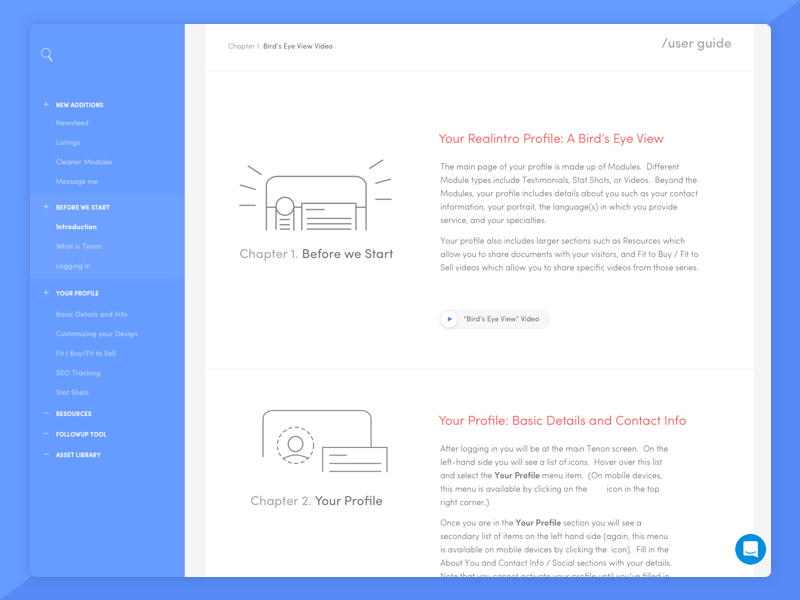 NEW ADDITIONS
Newsfeed
Listings
Cleaner Modules
Message me
BEFORE WE START
Introduction
What is Tenon
Logging In
YOUR PROFILE
Basic Details and Info
Customizing your Design
Fit t Buy/Fit to Sell
SEO Tracking
Stat Shots
RESOURCES
FOLLOWUP TOOL
ASSET LIBRARY
Chapter 1. Bird's Eye View Video
/user guide
Chapter 1. Before we Start
Your Realintro Profile: A Bird's Eye View
The main page of your profile is made up of Modules. Different
Module types include Testimonials, Stat Shots, or Videos. Beyond the
Modules, your profile includes details about you such as your contact
information, your portrait, the language(s) in which you provide
service, and your specialties.
Your profile also includes larger sections such as Resources which
allow you to share documents with your visitors, and Fit to Buy / Fit to
Sell videos which allow you to share specific videos from those series.
"Bird's Eye View" Video
Chapter 2. Your Profile
Your Profile: Basic Details and Contact Info
After logging in you will be at the main Tenon screen. On the
left-hand side you will see a list of icons. Hover over this list
and select the Your Profile menu item. (On mobile devices,
this menu is available by clicking on the icon in the top
right corner.)
Once you are in the Your Profile section you will see a
secondary list of items on the left hand side (again, this menu
is available on mobile devices by clicking the icon). Fill in the
About You and Contact Info / Social sections with your details.
Note that you cannot activate your profile until you've filled in